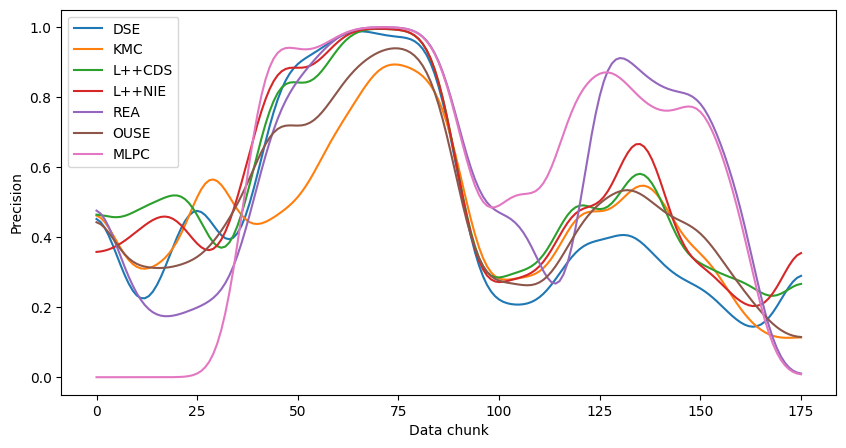 DSE
KMC
L++CDS
L++NIE
REA
OUSE
MLPC
Precision
1.0
0.8
0.6
0.4
0.2
0.0
0 25 50 75 100 125 150 175
Data chunk